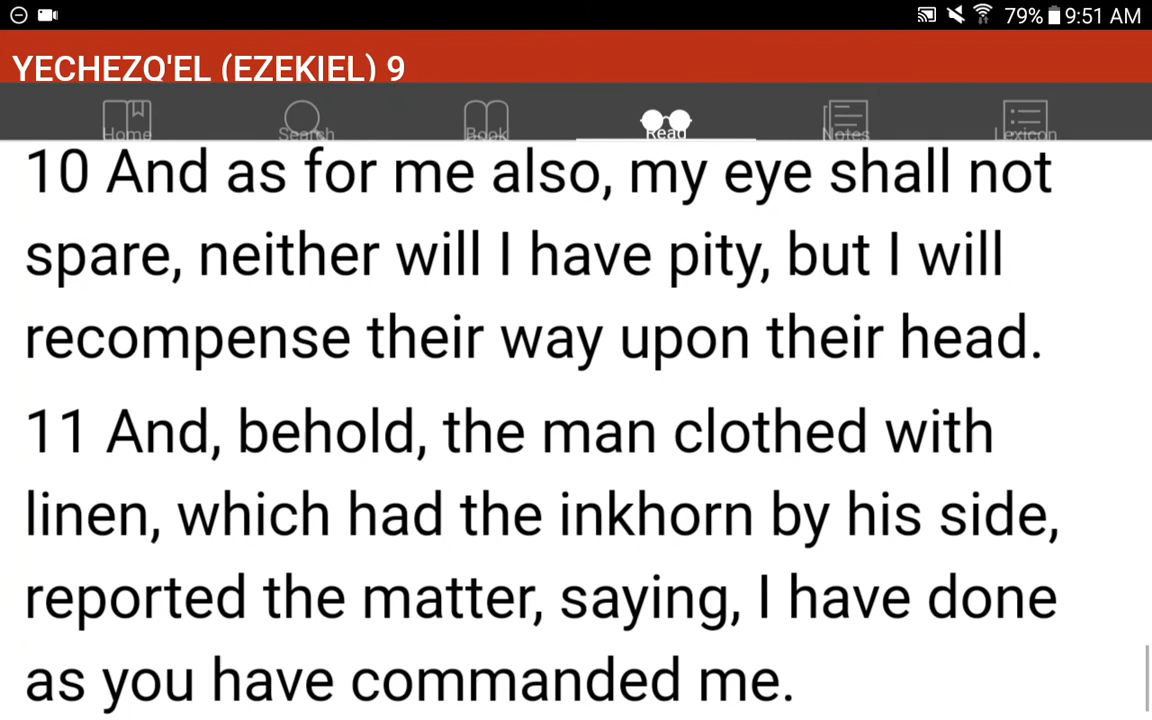 79% 9:51 AM
YECHEZQ'EL (EZEKIEL) 9
Home Search Book Read Notes Lexicon
10 And as for me also, my eye shall not
spare, neither will I have pity, but I will
recompense their way upon their head.
11 And, behold, the man clothed with
linen, which had the inkhorn by his side,
reported the matter, saying, I have done
as you have commanded me.